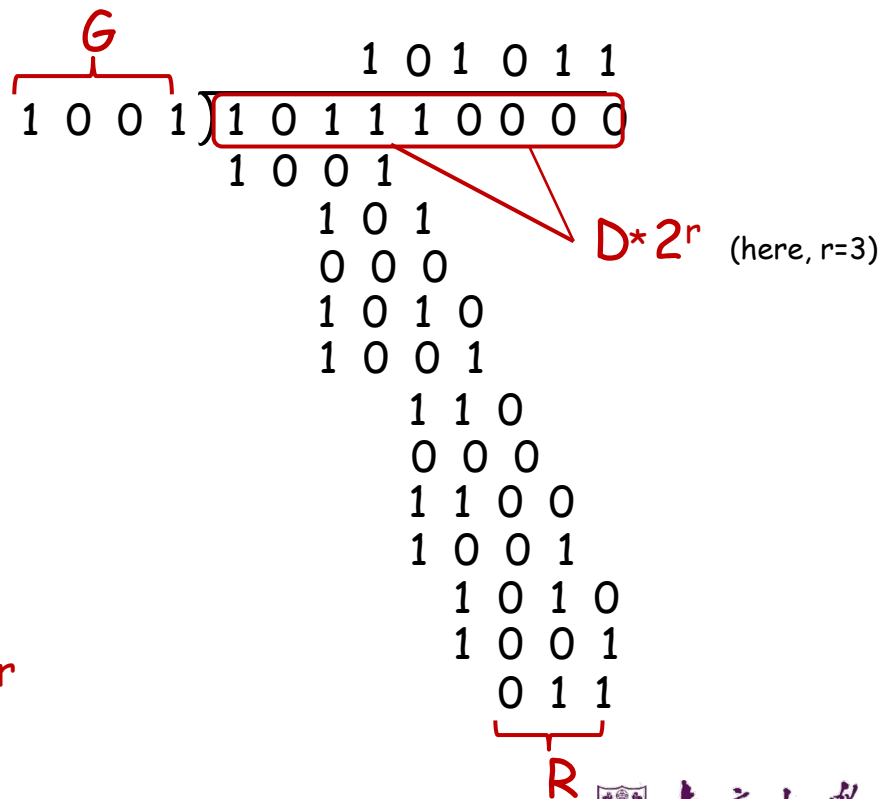 G
1 0 1 0 1 1
1 0 0 1 ) 1 0 1 1 1 0 0 0 0
1 0 0 1
1 0 1
D*2^r (here, r=3)
0 0 0
1 0 1 0
1 0 0 1
1 1 0
0 0 0
1 1 0 0
1 0 0 1
1 0 1 0
1 0 0 1
r
0 1 1
R